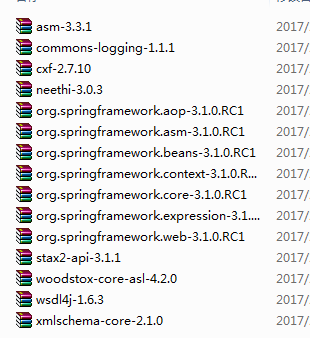 asm-3.3.1 2017/
commons-logging-1.1.1 2017/
cxf-2.7.10 2017/
neethi-3.0.3 2017/
org.springframework.aop-3.1.0.RC1 2017/
org.springframework.asm-3.1.0.RC1 2017/
org.springframework.beans-3.1.0.RC1 2017/
org.springframework.context-3.1.0.R... 2017/
org.springframework.core-3.1.0.RC1 2017/
org.springframework.expression-3.1.... 2017/
org.springframework.web-3.1.0.RC1 2017/
stax2-api-3.1.1 2017/
woodstox-core-asl-4.2.0 2017/
wsdl4j-1.6.3 2017/
xmlschema-core-2.1.0 2017/